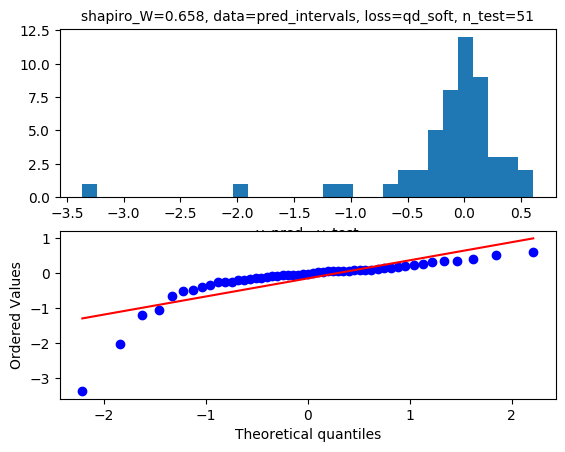 shapiro_W=0.658, data=pred_intervals, loss=qd_soft, n_test=51
12.5
10.0
7.5
5.0
2.5
0.0
−3.5 −3.0 −2.5 −2.0 −1.5 −1.0 −0.5 0.0 0.5
1
0
−1
−2
−3
Ordered Values
−2 −1 0 1 2
Theoretical quantiles